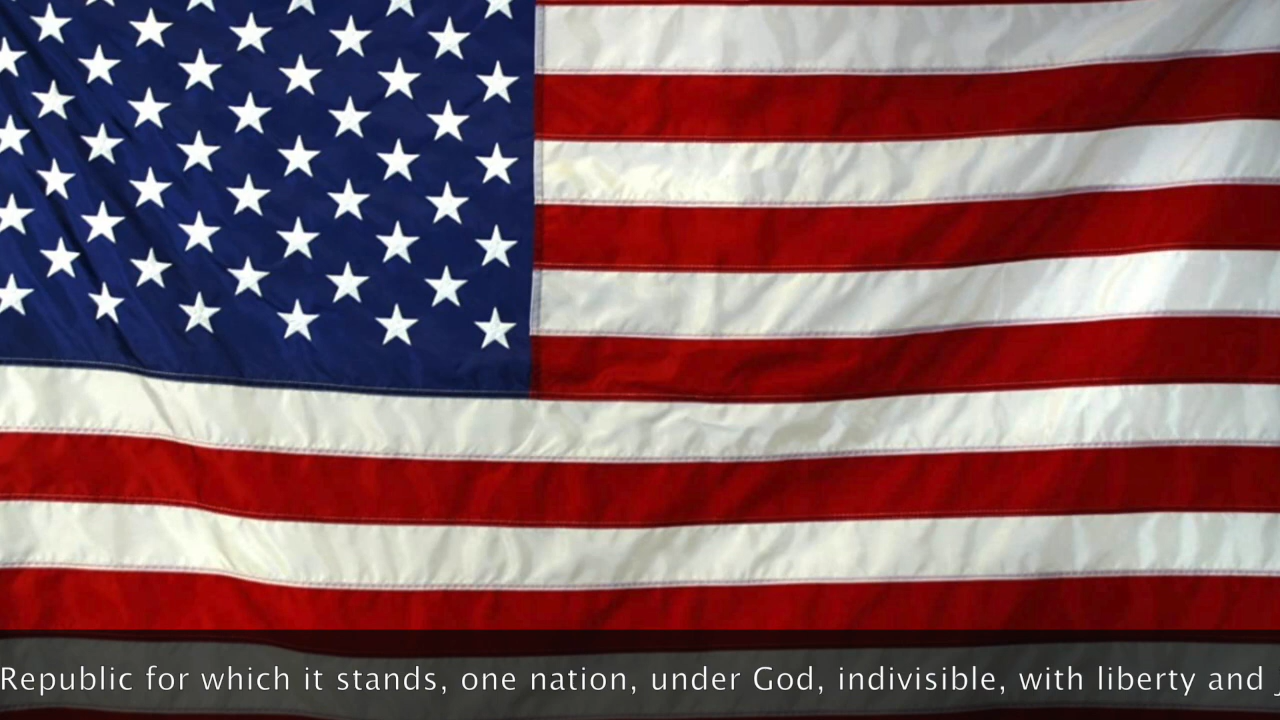 Republic for which it stands, one nation, under God, indivisible, with liberty and